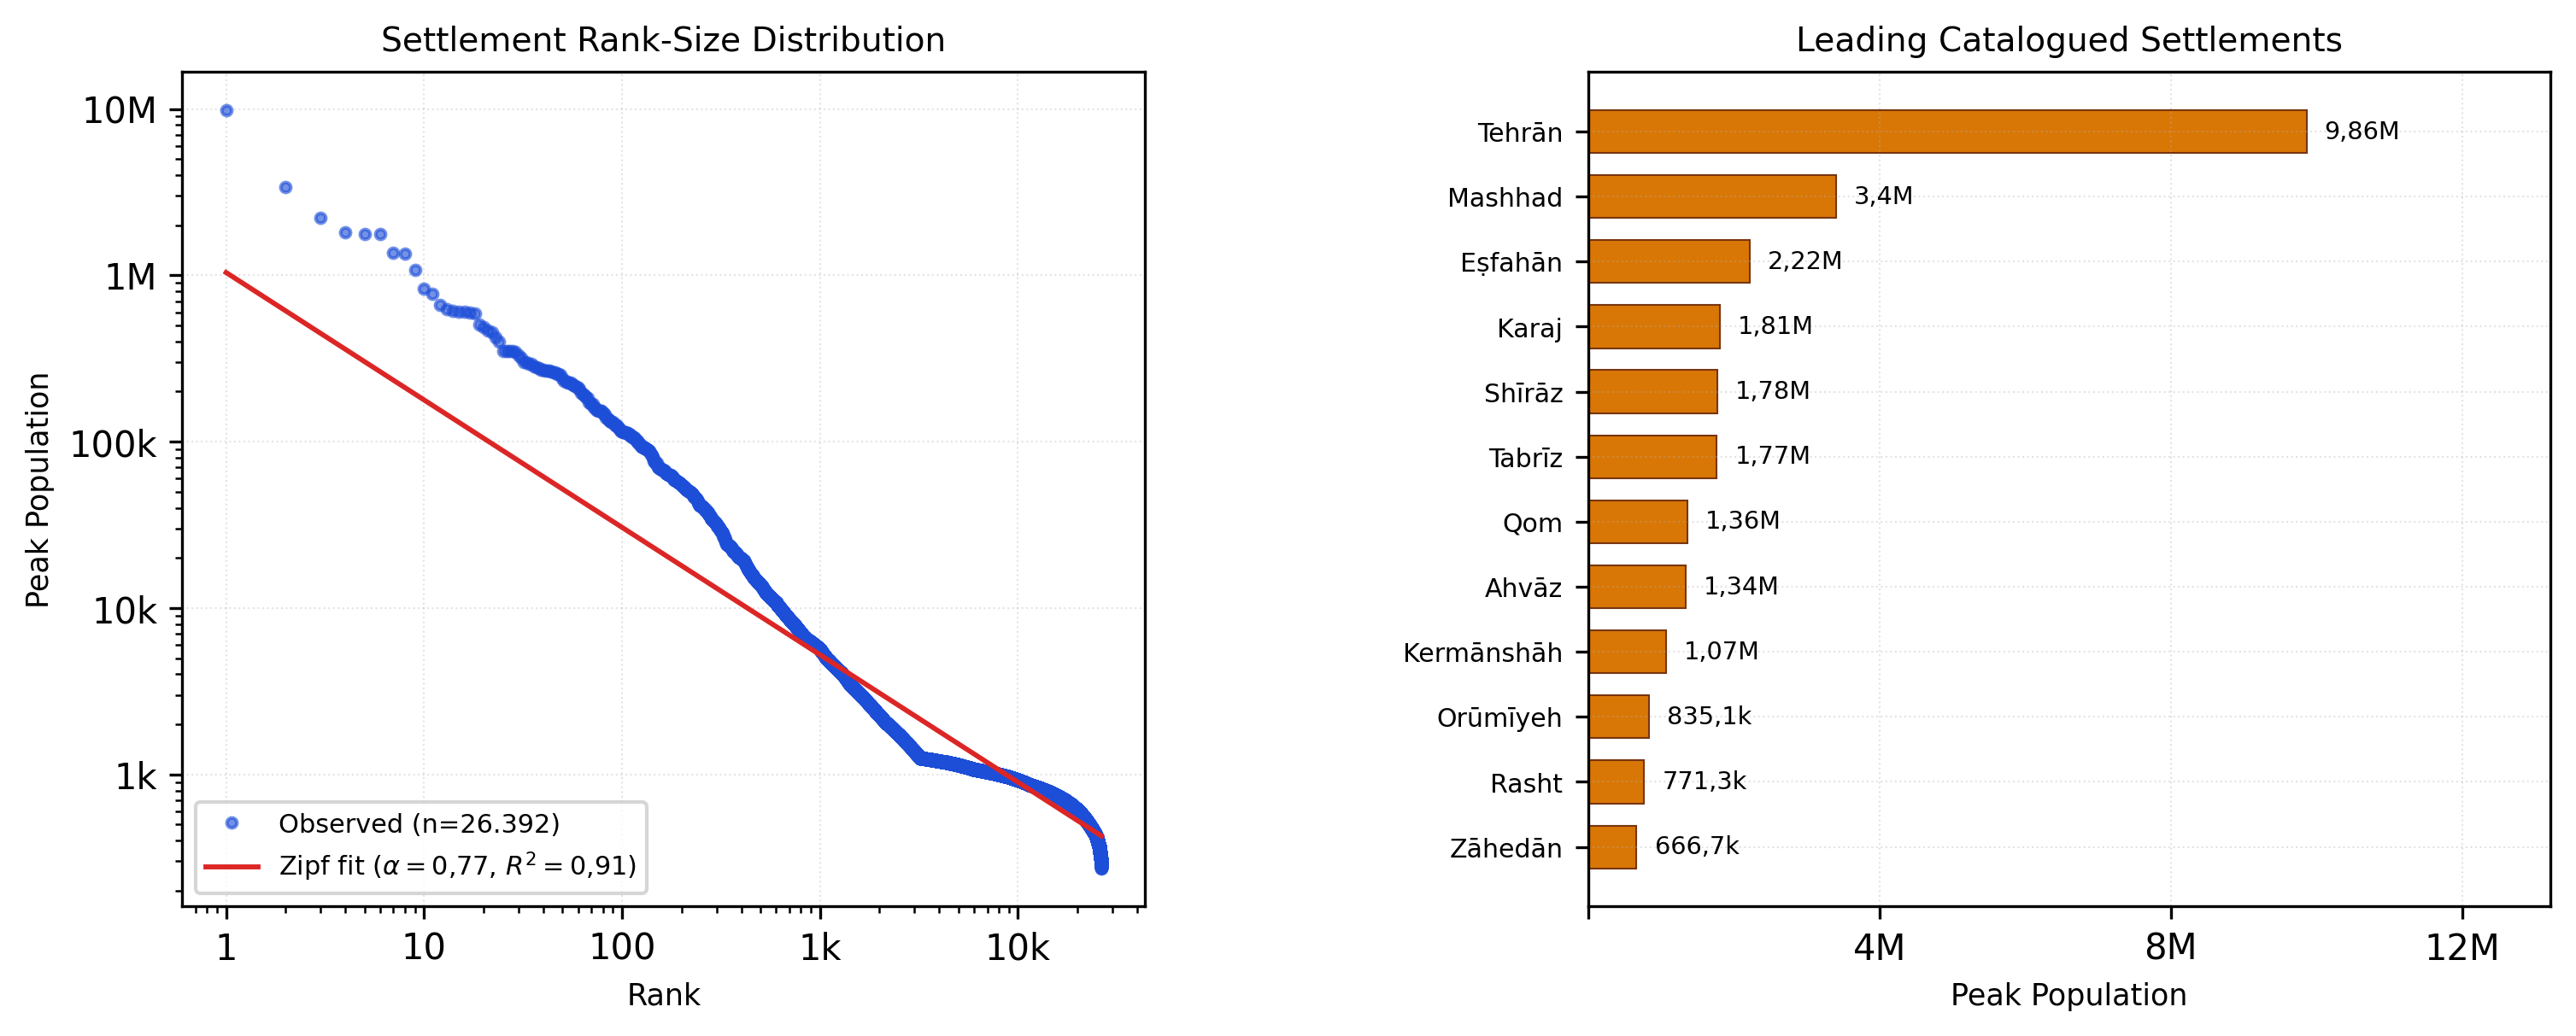 Settlement Rank-Size Distribution
Peak Population
10M
1M
100k
10k
1k
Observed (n=26.392)
Zipf fit (α = 0,77, R² = 0,91)
1
10
100
1k
10k
Rank
Leading Catalogued Settlements
Tehrān 9,86M
Mashhad 3,4M
Eṣfahān 2,22M
Karaj 1,81M
Shīrāz 1,78M
Tabrīz 1,77M
Qom 1,36M
Ahvāz 1,34M
Kermānshāh 1,07M
Orūmīyeh 835,1k
Rasht 771,3k
Zāhedān 666,7k
4M
8M
12M
Peak Population